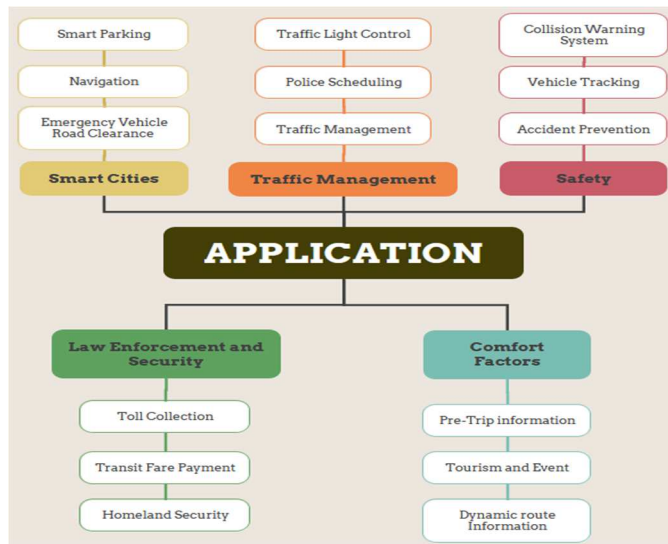 Smart Parking
Navigation
Emergency Vehicle
Road Clearance
Smart Cities
Traffic Light Control
Police Scheduling
Traffic Management
Traffic Management
Collision Warning
System
Vehicle Tracking
Accident Prevention
Safety
APPLICATION
Law Enforcement and
Security
Toll Collection
Transit Fare Payment
Homeland Security
Comfort
Factors
Pre-Trip information
Tourism and Event
Dynamic route
Information